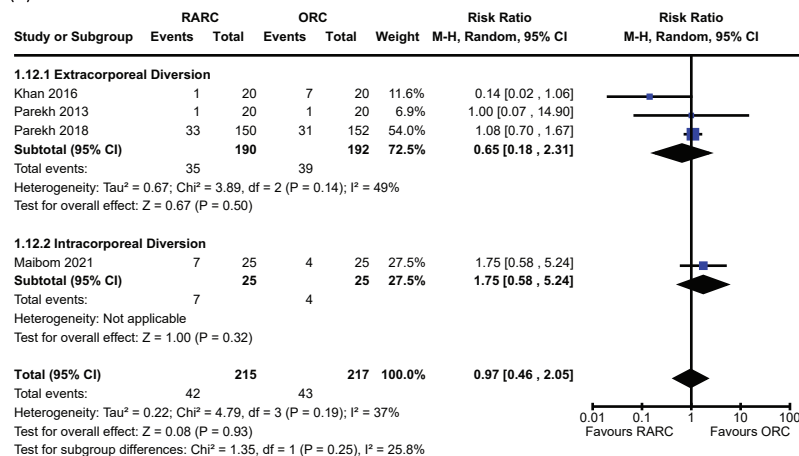 RARC ORC Risk Ratio Risk Ratio
Study or Subgroup Events Total Events Total Weight M-H, Random, 95% CI M-H, Random, 95% CI
1.12.1 Extracorporeal Diversion
Khan 2016 1 20 7 20 11.6% 0.14 [0.02 , 1.06]
Parekh 2013 1 20 1 20 6.9% 1.00 [0.07 , 14.90]
Parekh 2018 33 150 31 152 54.0% 1.08 [0.70 , 1.67]
Subtotal (95% CI) 190 192 72.5% 0.65 [0.18 , 2.31]
Total events: 35 39
Heterogeneity: Tau² = 0.67; Chi² = 3.89, df = 2 (P = 0.14); I² = 49%
Test for overall effect: Z = 0.67 (P = 0.50)
1.12.2 Intracorporeal Diversion
Maibom 2021 7 25 4 25 27.5% 1.75 [0.58 , 5.24]
Subtotal (95% CI) 25 25 27.5% 1.75 [0.58 , 5.24]
Total events: 7 4
Heterogeneity: Not applicable
Test for overall effect: Z = 1.00 (P = 0.32)
Total (95% CI) 215 217 100.0% 0.97 [0.46 , 2.05]
Total events: 42 43
Heterogeneity: Tau² = 0.22; Chi² = 4.79, df = 3 (P = 0.19); I² = 37%
Test for overall effect: Z = 0.08 (P = 0.93)
Test for subgroup differences: Chi² = 1.35, df = 1 (P = 0.25), I² = 25.8%
0.01 0.1 1 10 100
Favours RARC Favours ORC